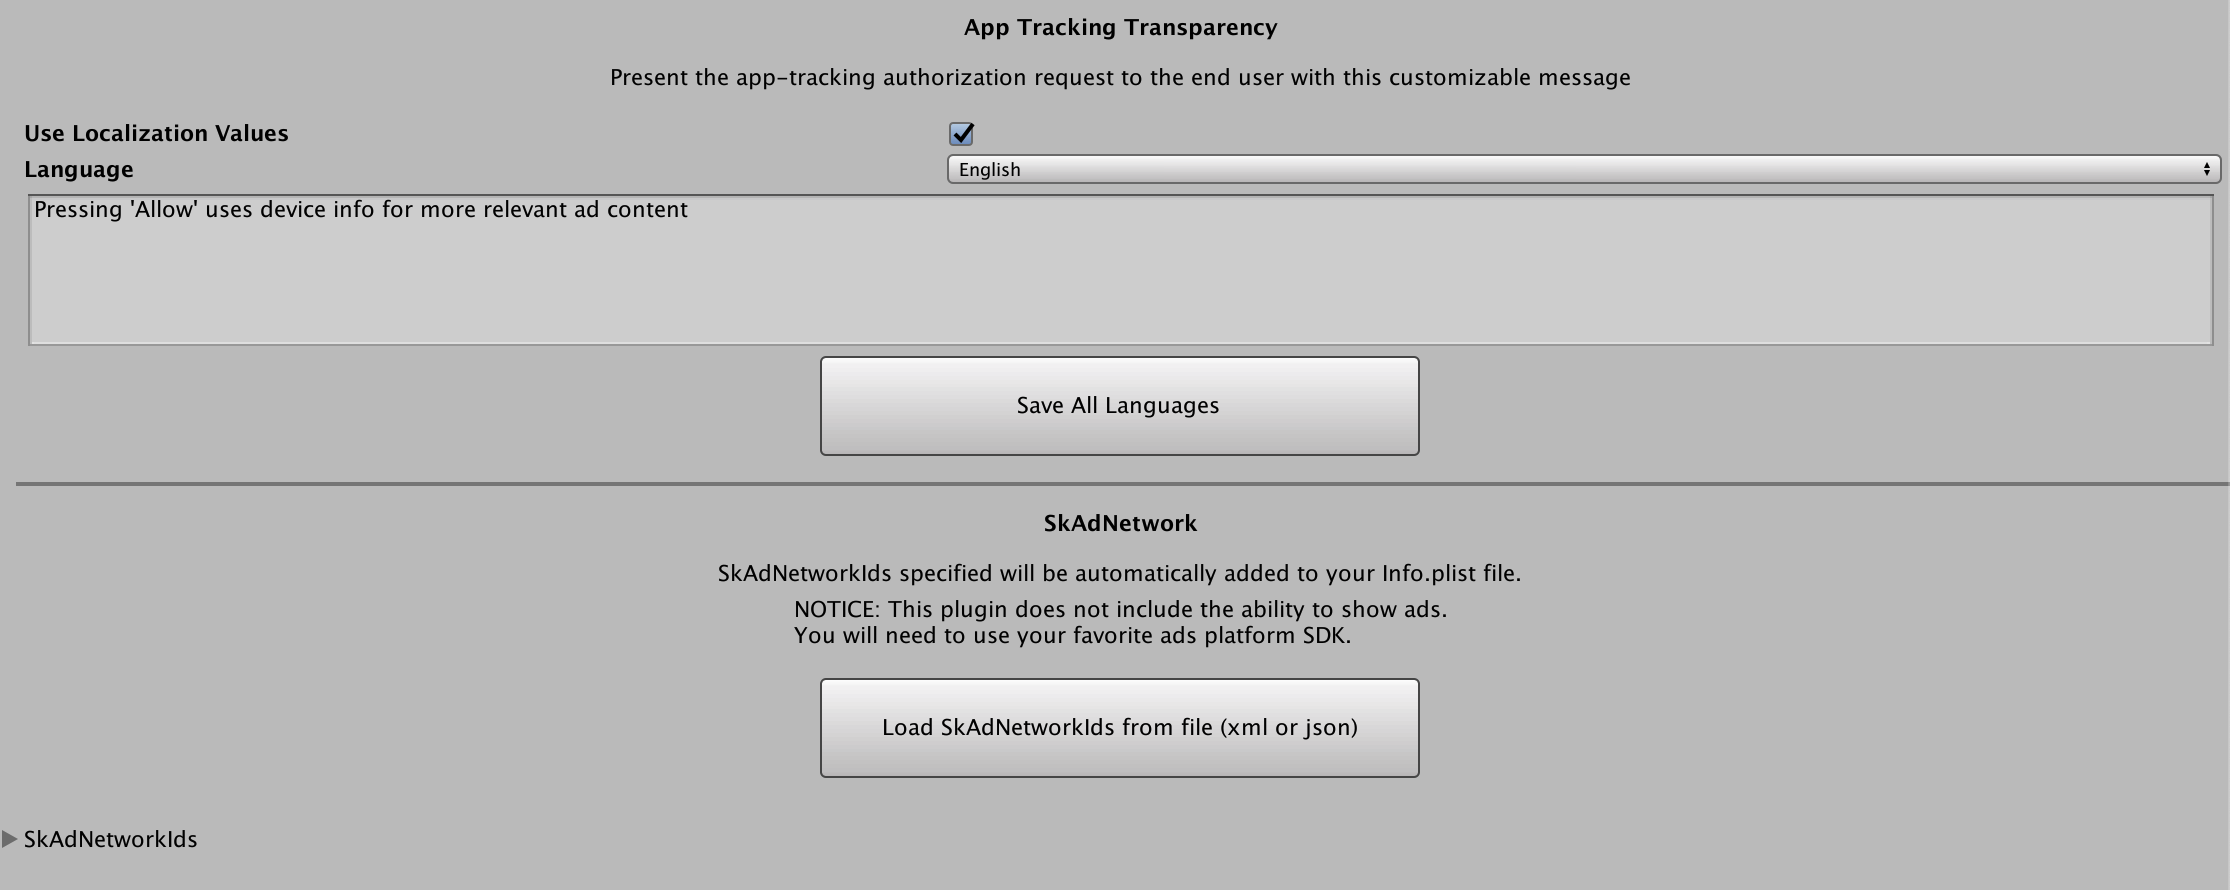 App Tracking Transparency
Present the app-tracking authorization request to the end user with this customizable message
Use Localization Values
Language
English
Pressing 'Allow' uses device info for more relevant ad content
Save All Languages
SkAdNetwork
SkAdNetworkIds specified will be automatically added to your Info.plist file.
NOTICE: This plugin does not include the ability to show ads.
You will need to use your favorite ads platform SDK.
Load SkAdNetworkIds from file (xml or json)
SkAdNetworkIds